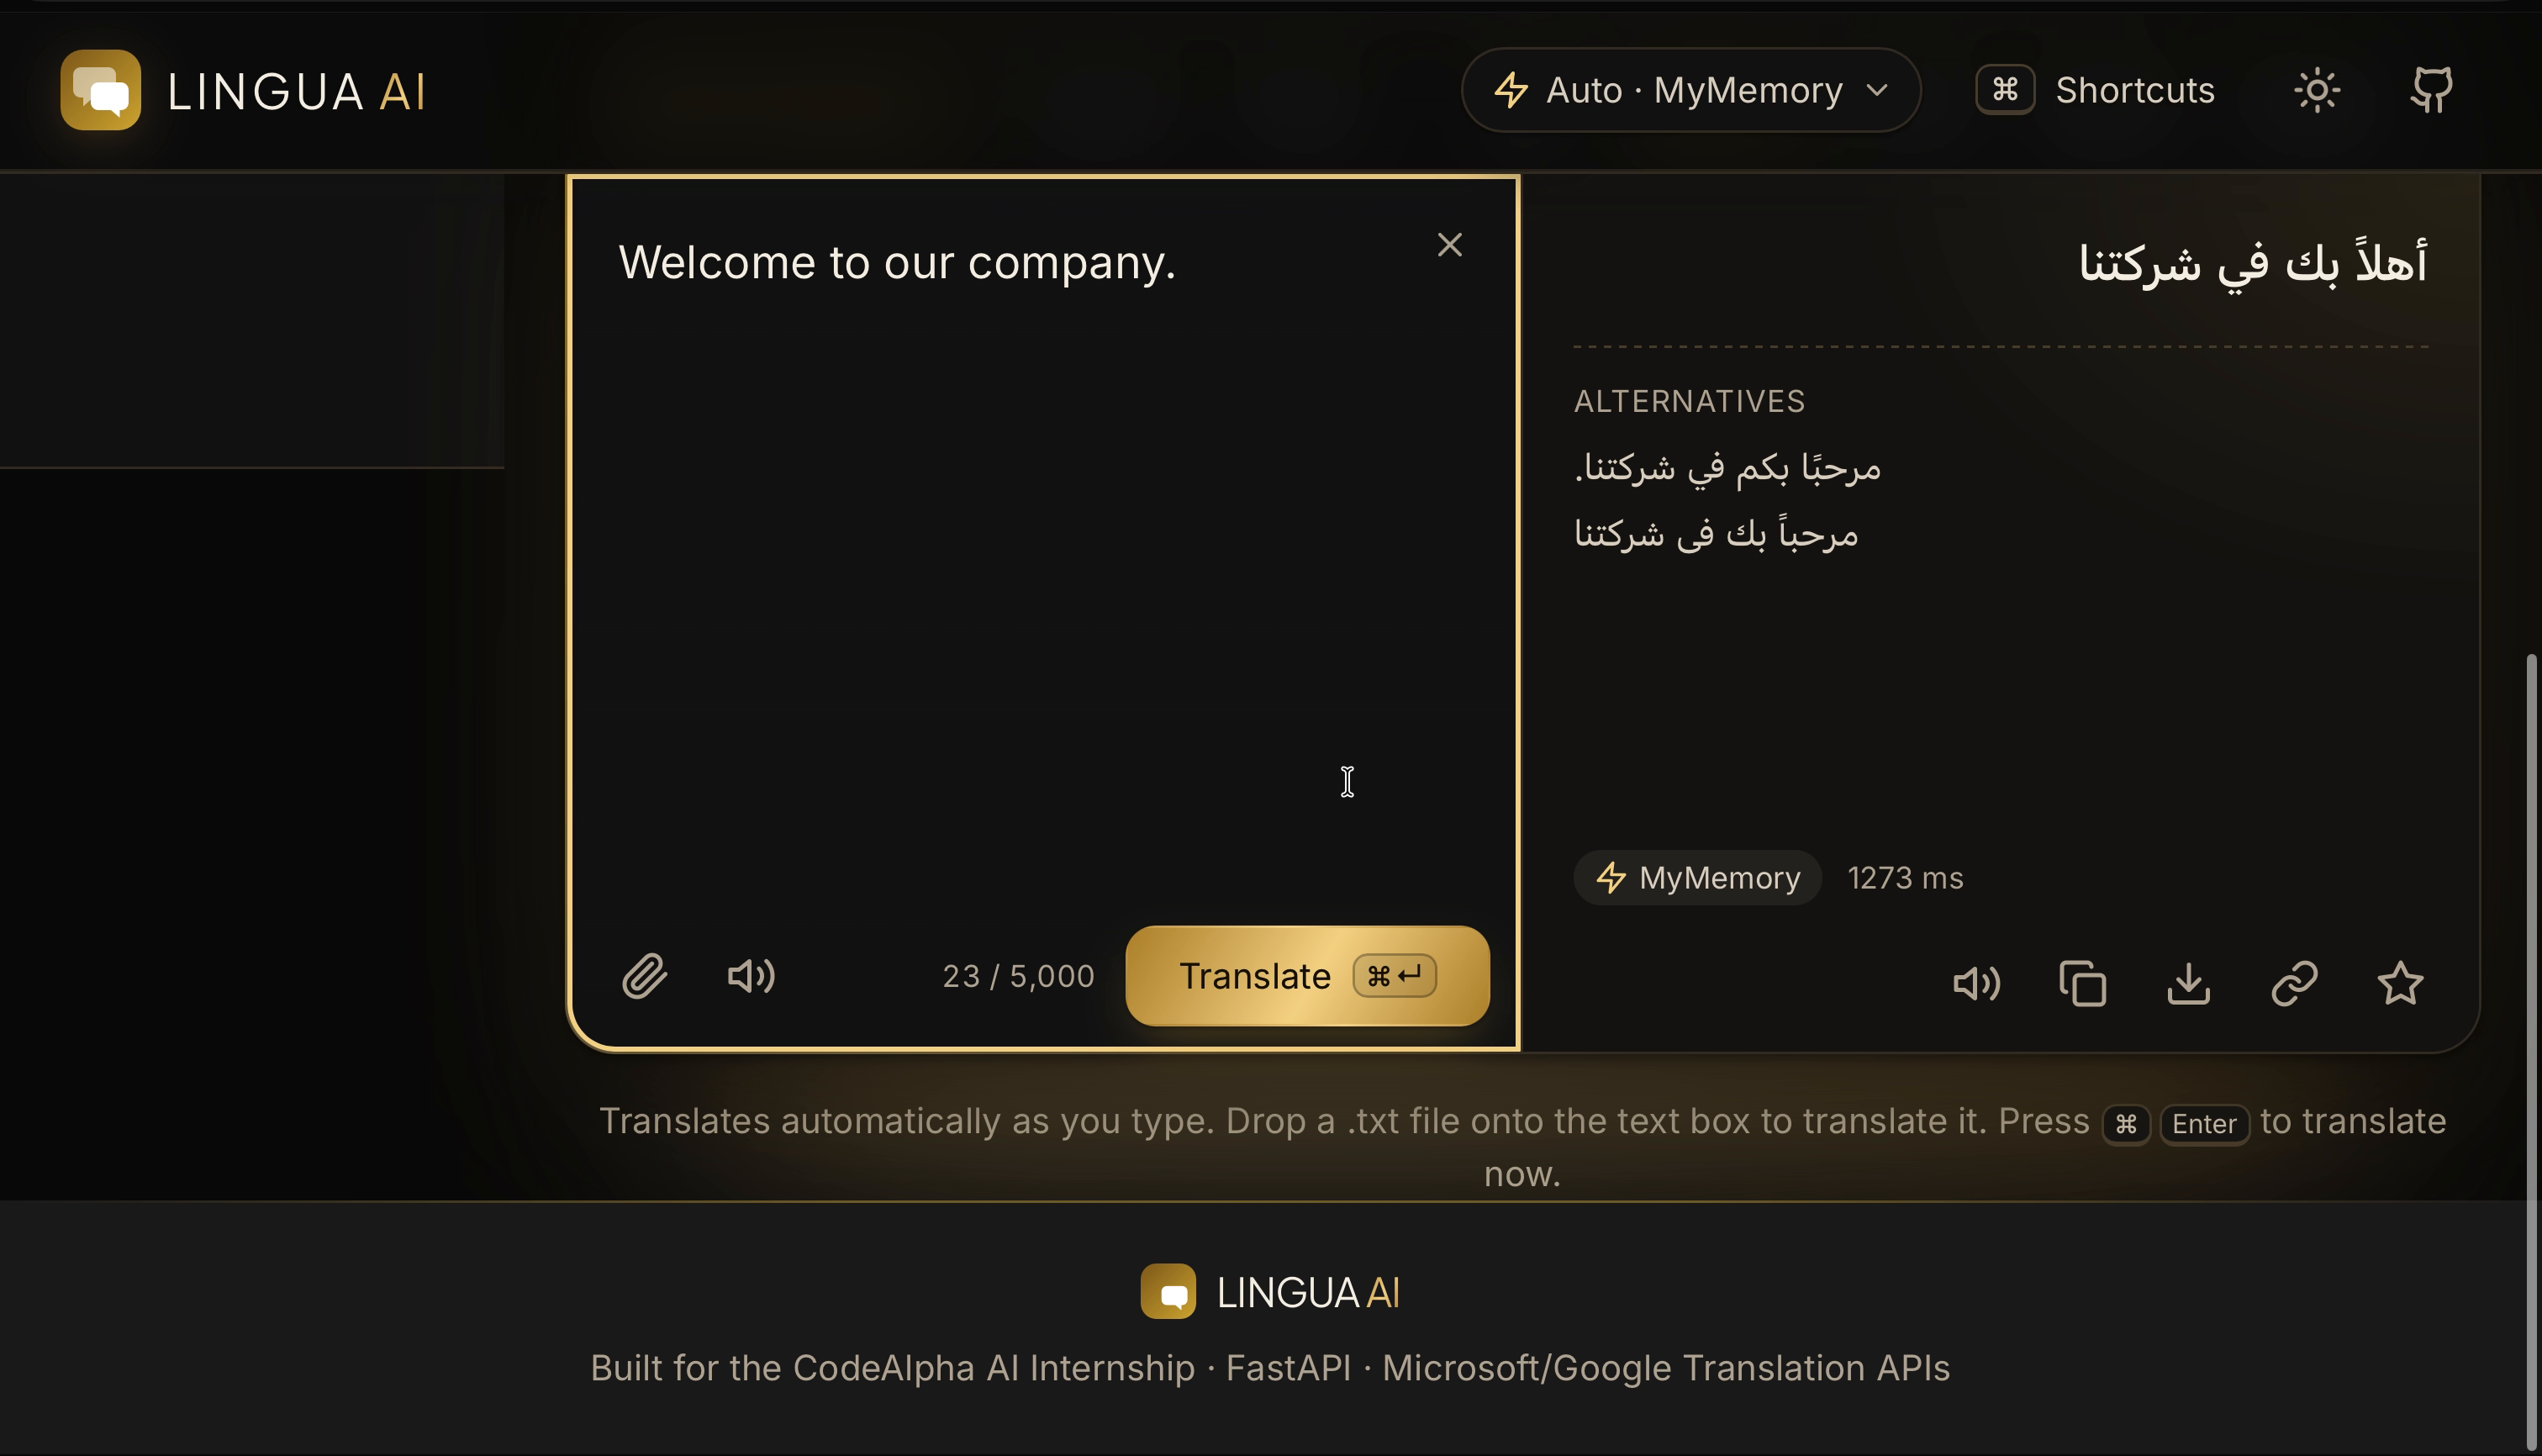 LINGUA AI
Auto · MyMemory
⌘ Shortcuts
Welcome to our company.
أهلاً بك في شركتنا
ALTERNATIVES
مرحبًا بكم في شركتنا.
مرحباً بك فى شركتنا
MyMemory 1273 ms
23 / 5,000
Translate ⌘↵
Translates automatically as you type. Drop a .txt file onto the text box to translate it. Press ⌘ Enter to translate
now.
LINGUA AI
Built for the CodeAlpha AI Internship · FastAPI · Microsoft/Google Translation APIs